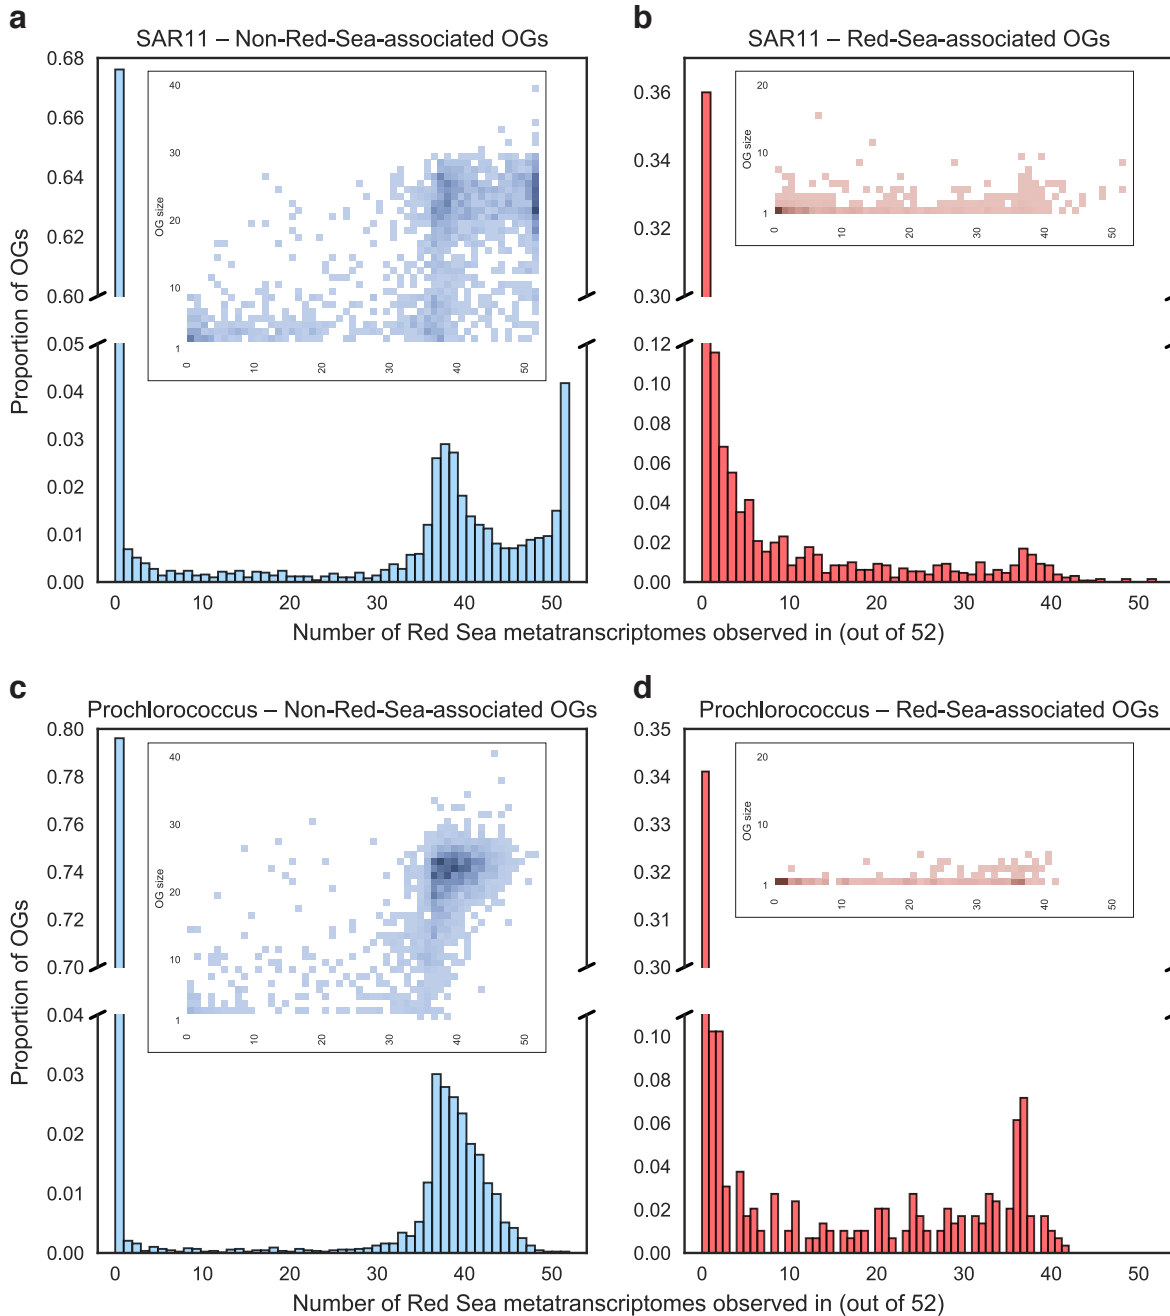 a
SAR11 – Non-Red-Sea-associated OGs
Proportion of OGs
0.68
0.66
0.64
0.62
0.60
0.05
0.04
0.03
0.02
0.01
0.00
0 10 20 30 40 50
OG size
40
30
20
10
1
0 10 20 30 40 50
b
SAR11 – Red-Sea-associated OGs
0.36
0.34
0.32
0.30
0.12
0.10
0.08
0.06
0.04
0.02
0.00
0 10 20 30 40 50
OG size
20
10
1
0 10 20 30 40 50
Number of Red Sea metatranscriptomes observed in (out of 52)
c
Prochlorococcus – Non-Red-Sea-associated OGs
Proportion of OGs
0.80
0.78
0.76
0.74
0.72
0.70
0.04
0.03
0.02
0.01
0.00
0 10 20 30 40 50
OG size
40
30
20
10
1
0 10 20 30 40 50
d
Prochlorococcus – Red-Sea-associated OGs
0.35
0.34
0.33
0.32
0.31
0.30
0.10
0.08
0.06
0.04
0.02
0.00
0 10 20 30 40 50
OG size
20
10
1
0 10 20 30 40 50
Number of Red Sea metatranscriptomes observed in (out of 52)